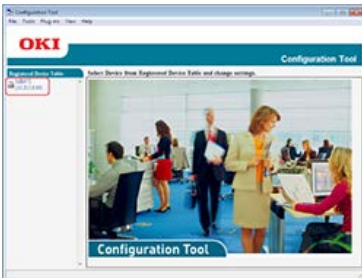 Configuration Tool
File Tools Plug-ins View Help
OKI
Configuration Tool
Registered Device Table
Select Device from Registered Device Table and change settings.
Configuration Tool